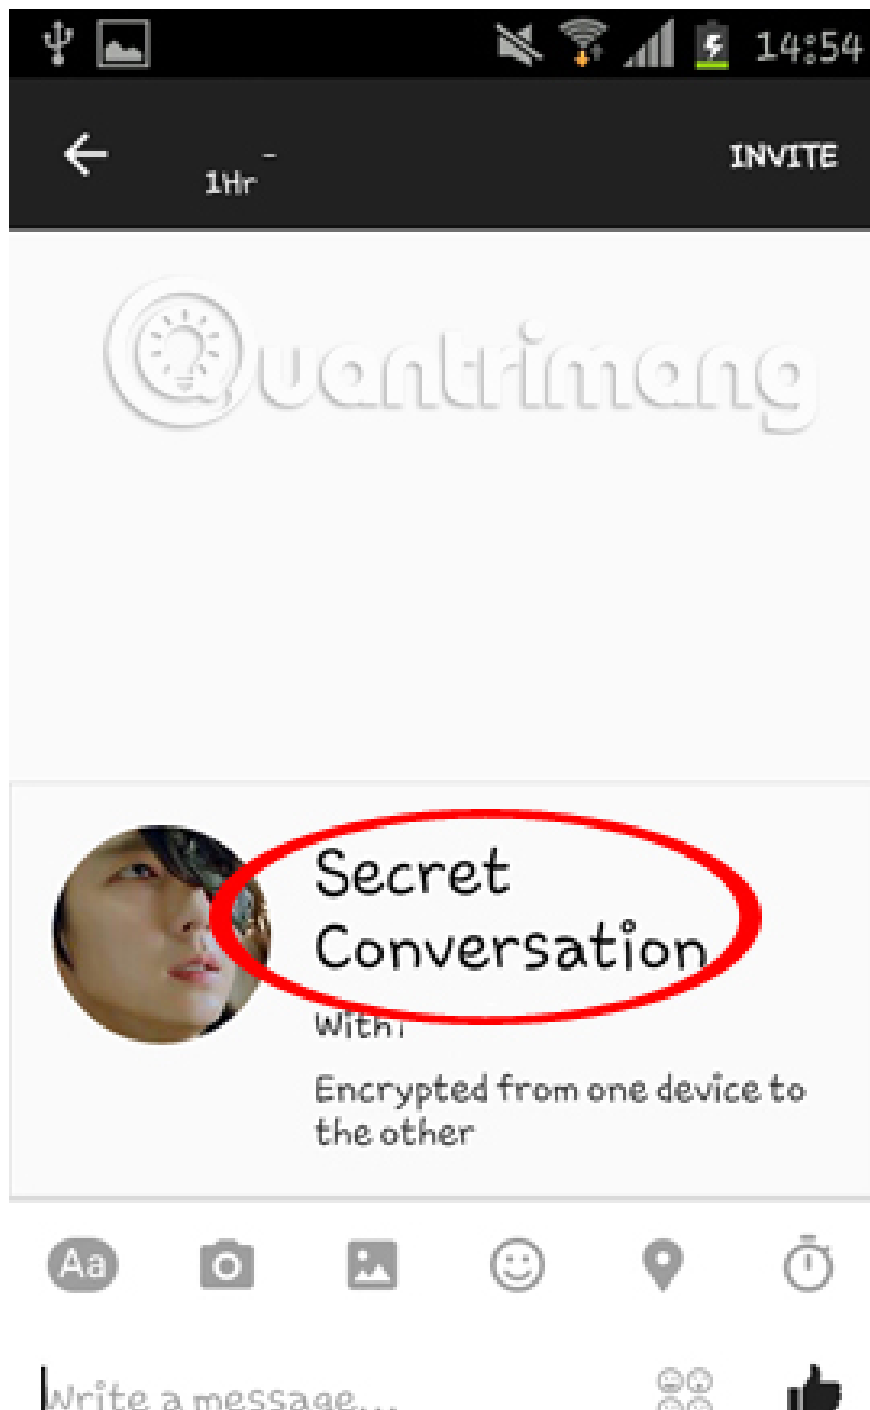 14:54
INVITE
1Hr
Quantrimang
Secret
Conversation
With
Encrypted from one device to
the other
Aa
Write a message...